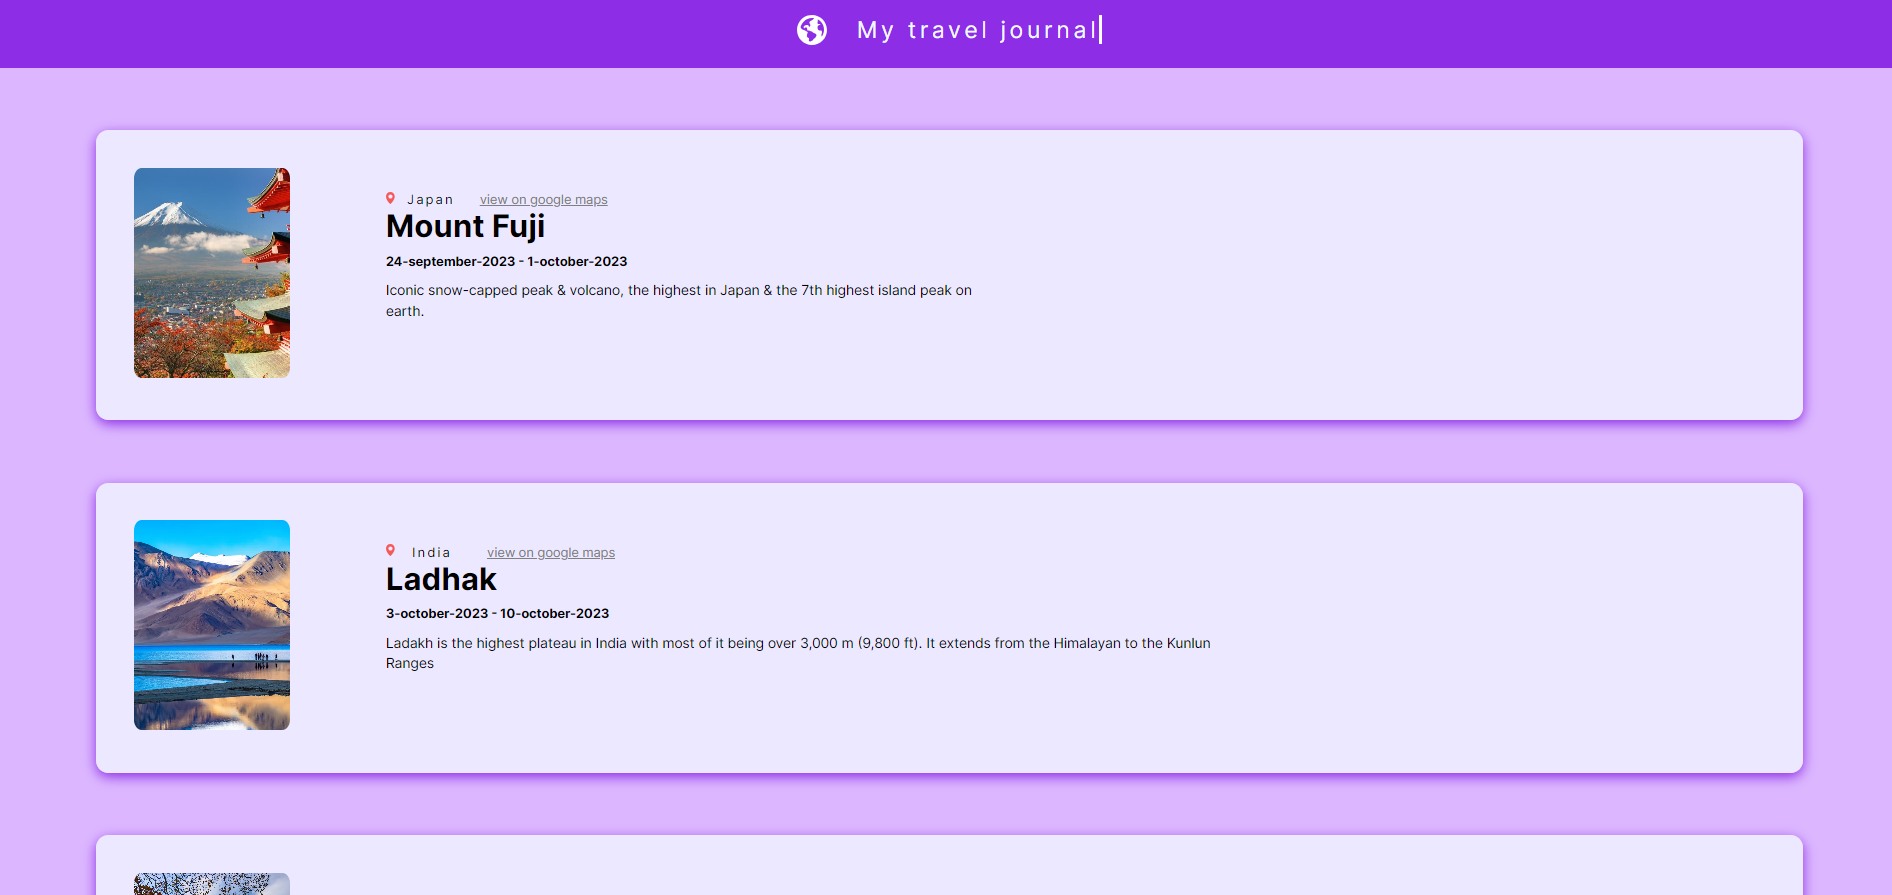 My travel journal
Japan view on google maps
Mount Fuji
24-september-2023 - 1-october-2023
Iconic snow-capped peak & volcano, the highest in Japan & the 7th highest island peak on
earth.
India view on google maps
Ladhak
3-october-2023 - 10-october-2023
Ladakh is the highest plateau in India with most of it being over 3,000 m (9,800 ft). It extends from the Himalayan to the Kunlun
Ranges